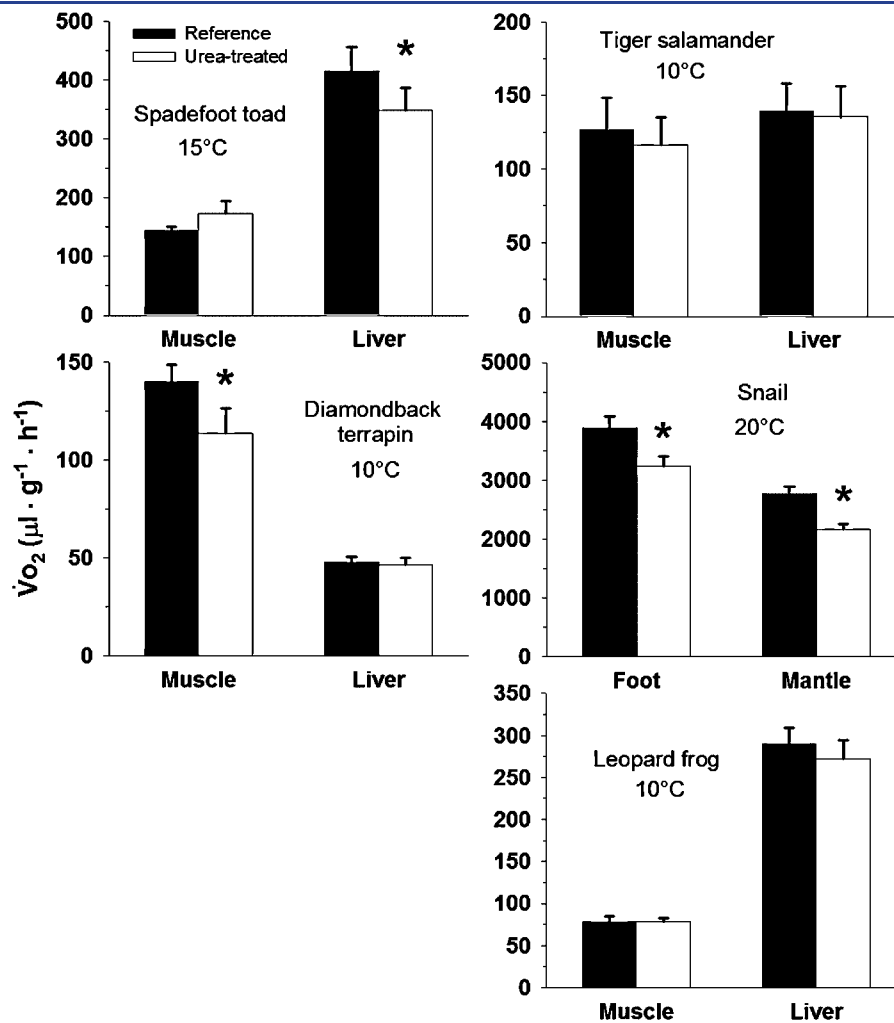 500
400
300
200
100
0
Reference
Urea-treated
*
Spadefoot toad
15°C
Muscle Liver
200
150
100
50
0
Tiger salamander
10°C
Muscle Liver
150
100
50
0
*
Diamondback
terrapin
10°C
Muscle Liver
V̇O₂ (µl · g⁻¹ · h⁻¹)
5000
4000
3000
2000
1000
0
Snail
20°C
*
*
Foot Mantle
350
300
250
200
150
100
50
0
Leopard frog
10°C
Muscle Liver